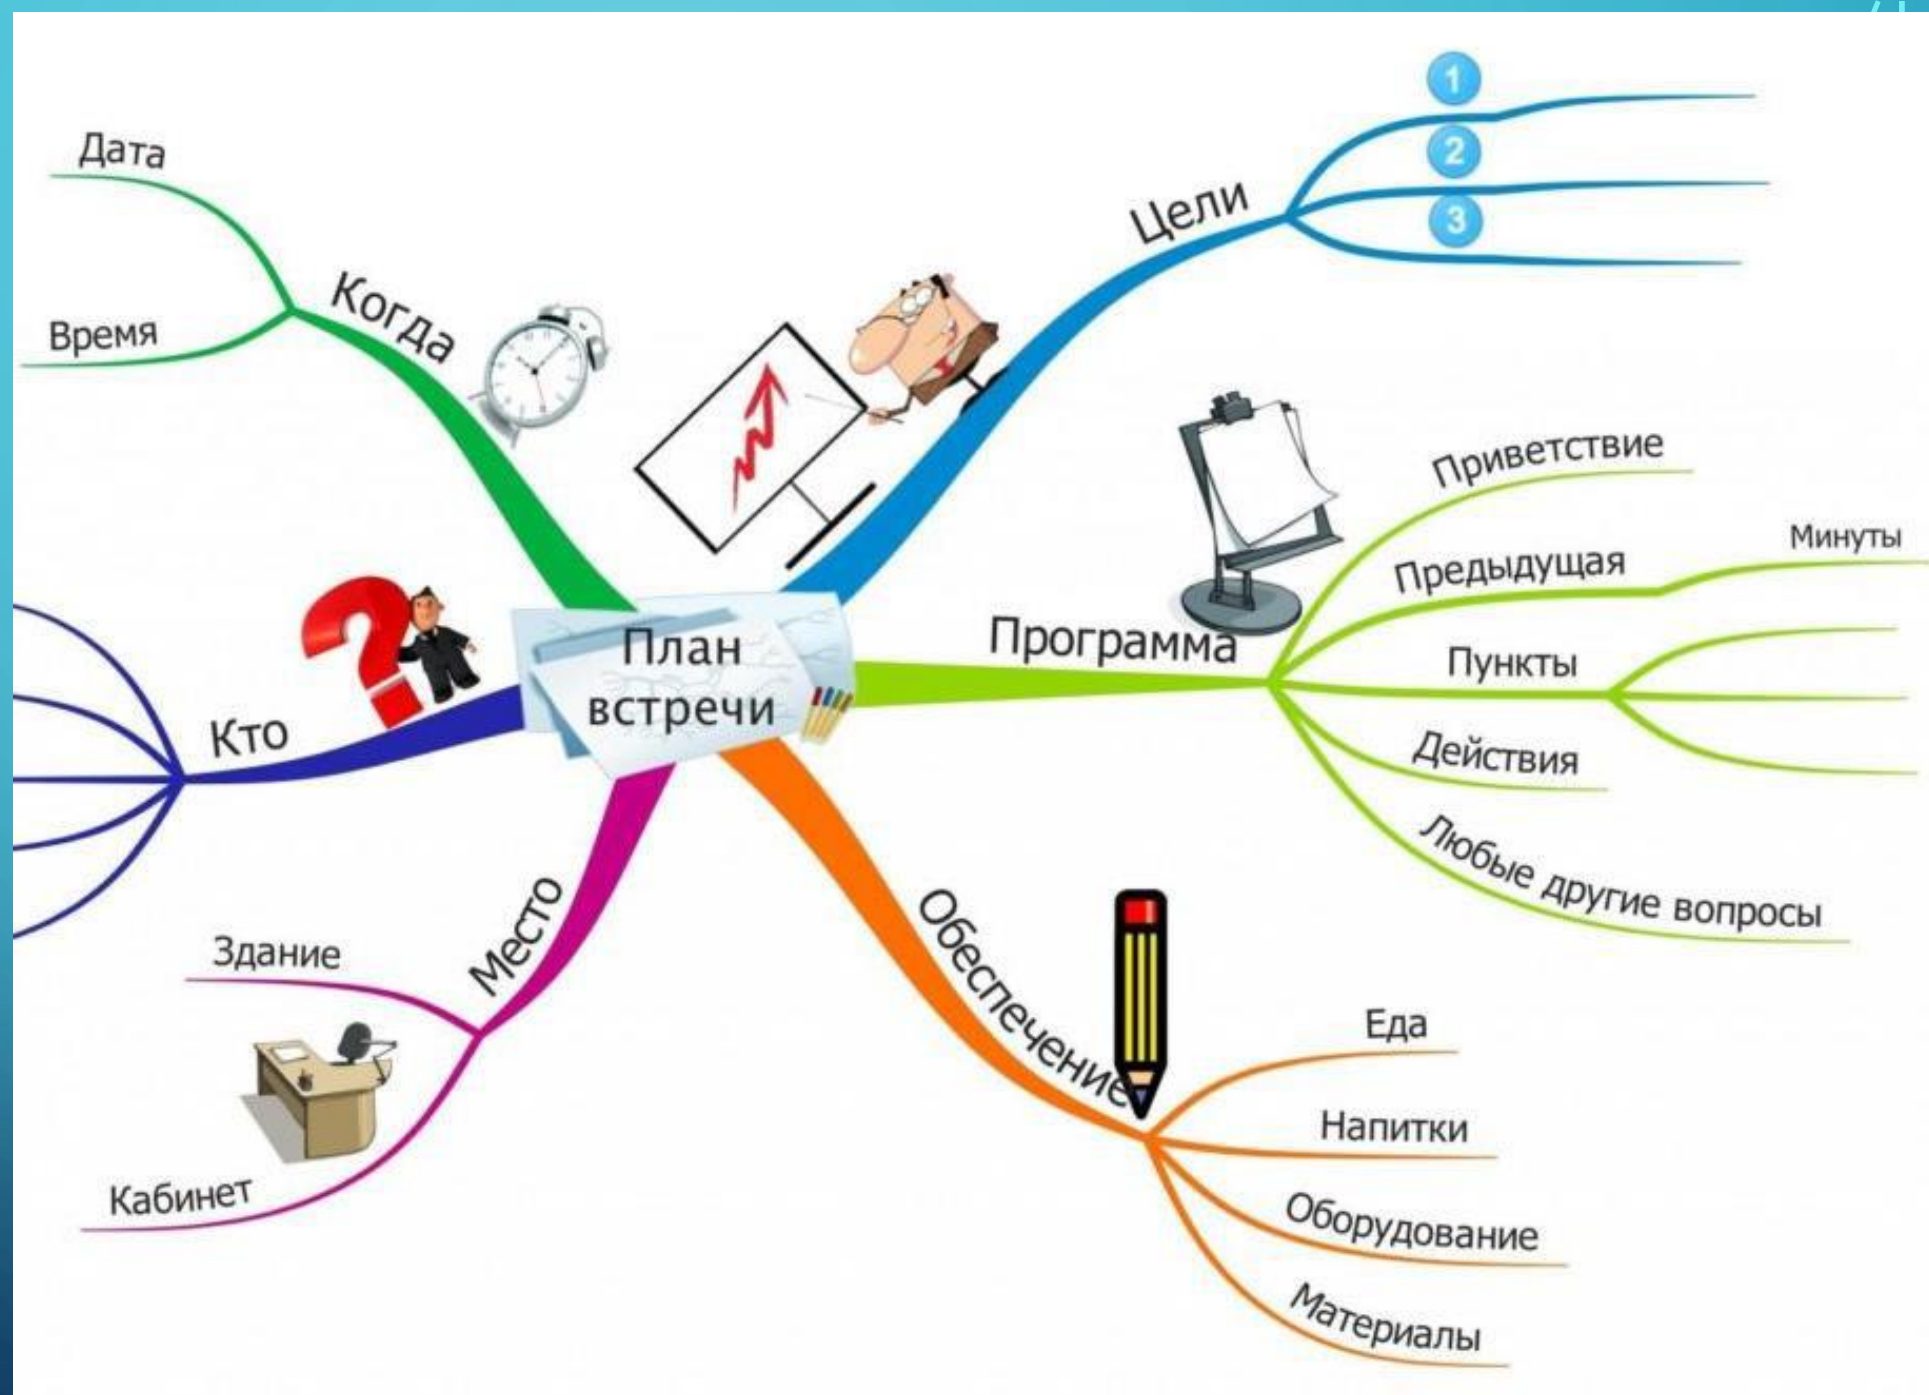 План
встречи
Цели
1
2
3
Программа
Приветствие
Предыдущая
Минуты
Пункты
Действия
Любые другие вопросы
Обеспечение
Еда
Напитки
Оборудование
Материалы
Место
Здание
Кабинет
Кто
Когда
Дата
Время